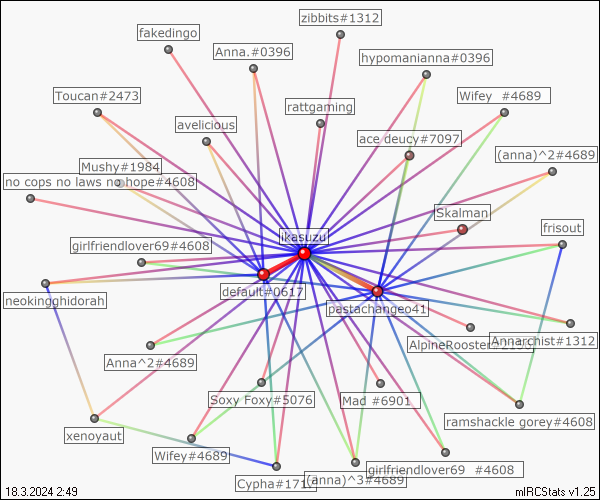 zibbits#1312
fakedingo
Anna.#0396
hypomanianna#0396
Toucan#2473
Wifey #4689
rattgaming
avelicious
ace deucy#7097
(anna)^2#4689
Mushy#1984
no cops no laws no hope#4608
Skalman
frisout
ikasuzu
girlfriendlover69#4608
default#0617
neokingghidorah
pastachangeo41
Annarchist#1312
AlpineRooster
Anna^2#4689
Soxy Foxy#5076
Mad #6901
ramshackle gorey#4608
xenoyaut
Wifey#4689
girlfriendlover69 #4608
(anna)^3#4689
Cypha#171
18.3.2024 2:49
mIRCStats v1.25